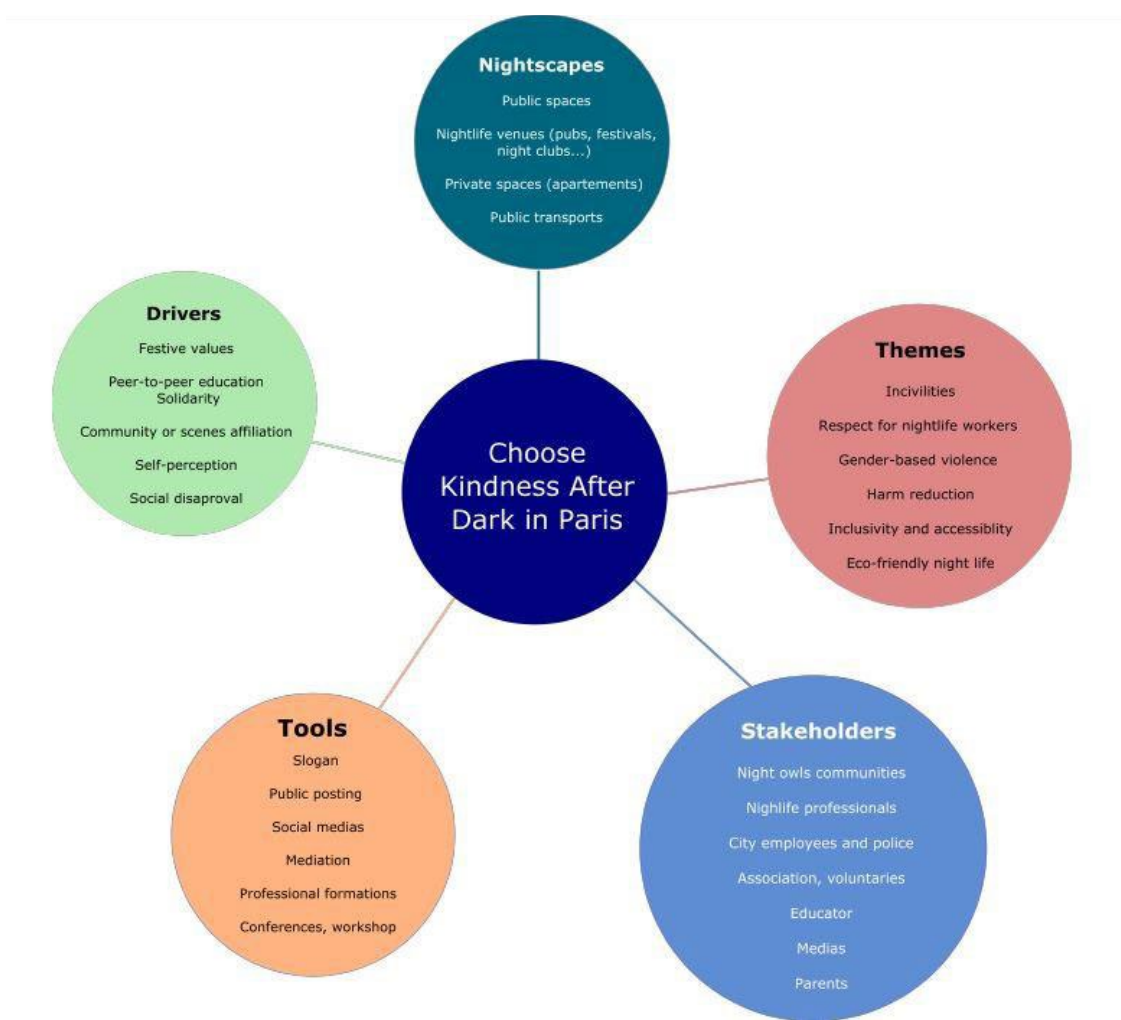 Nightscapes
Public spaces
Nightlife venues (pubs, festivals,
night clubs...)
Private spaces (apartements)
Public transports
Drivers
Festive values
Peer-to-peer education
Solidarity
Community or scenes affiliation
Self-perception
Social disaproval
Themes
Incivilities
Respect for nightlife workers
Gender-based violence
Harm reduction
Inclusivity and accessiblity
Eco-friendly night life
Choose
Kindness After
Dark in Paris
Tools
Slogan
Public posting
Social medias
Mediation
Professional formations
Conferences, workshop
Stakeholders
Night owls communities
Nighlife professionals
City employees and police
Association, voluntaries
Educator
Medias
Parents